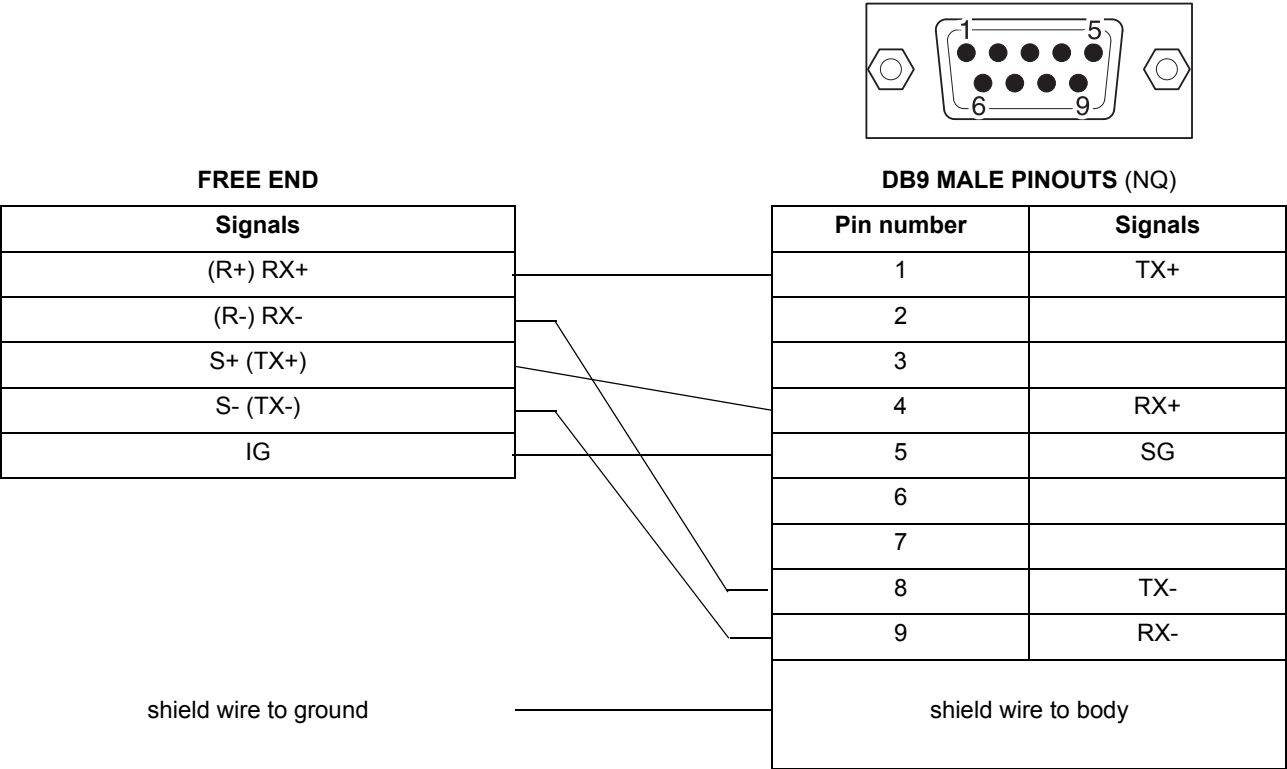 1 5
6 9
FREE END
DB9 MALE PINOUTS (NQ)
Signals
Pin number Signals
(R+) RX+
1 TX+
(R-) RX-
2
S+ (TX+)
3
S- (TX-)
4 RX+
IG
5 SG
6
7
8 TX-
9 RX-
shield wire to ground
shield wire to body